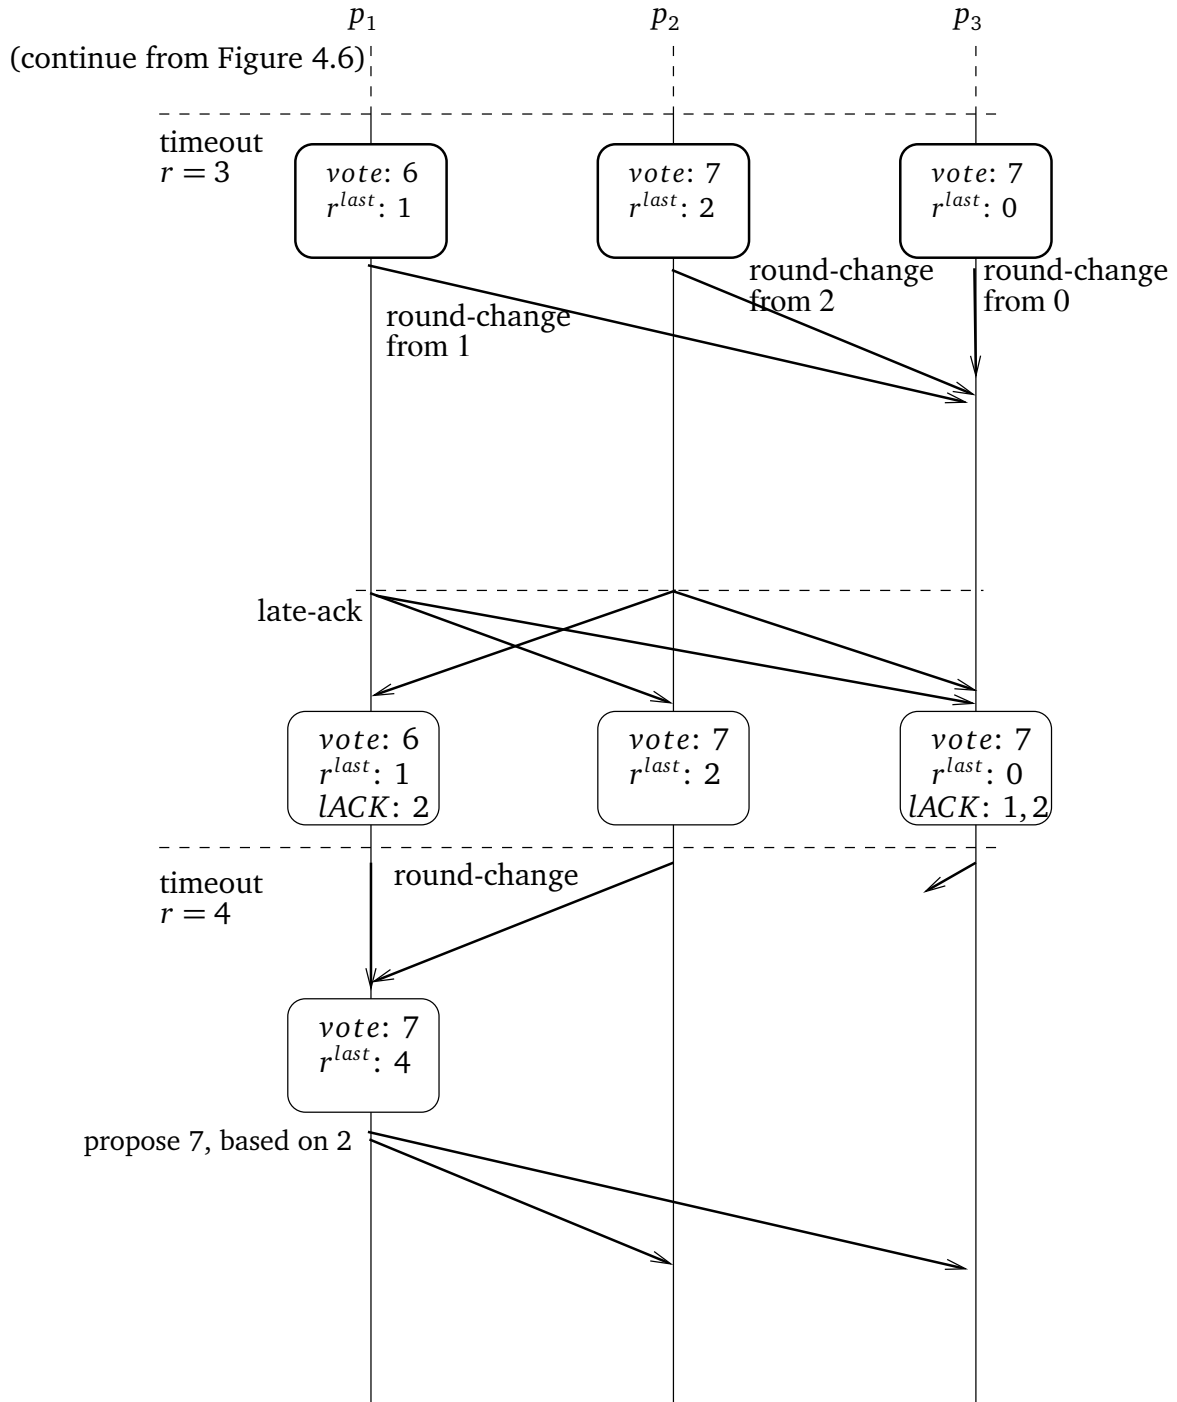 p₁ p₂ p₃
(continue from Figure 4.6)
timeout
r = 3
vote: 6
r^last: 1
vote: 7
r^last: 2
vote: 7
r^last: 0
round-change
from 1
round-change
from 2
round-change
from 0
late-ack
vote: 6
r^last: 1
lACK: 2
vote: 7
r^last: 2
vote: 7
r^last: 0
lACK: 1, 2
timeout
r = 4
round-change
vote: 7
r^last: 4
propose 7, based on 2